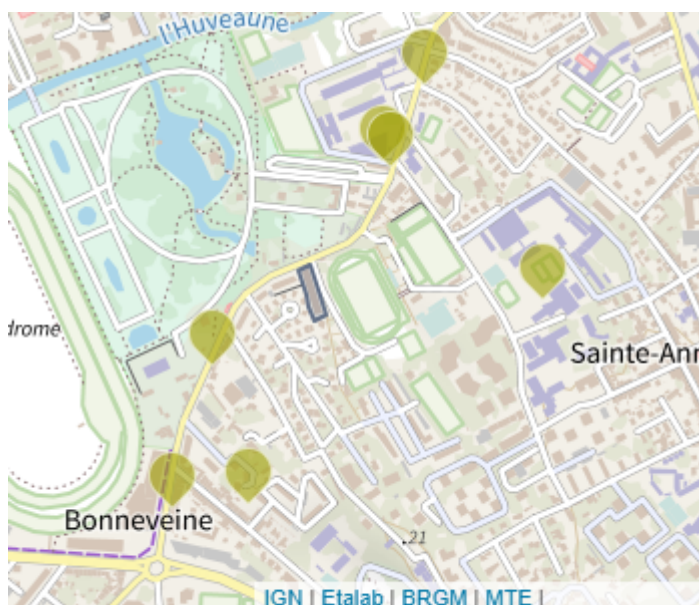 l'Huveaune
drome
Sainte-Ann
Bonneveine
.21
IGN | Etalab | BRGM | MTE |